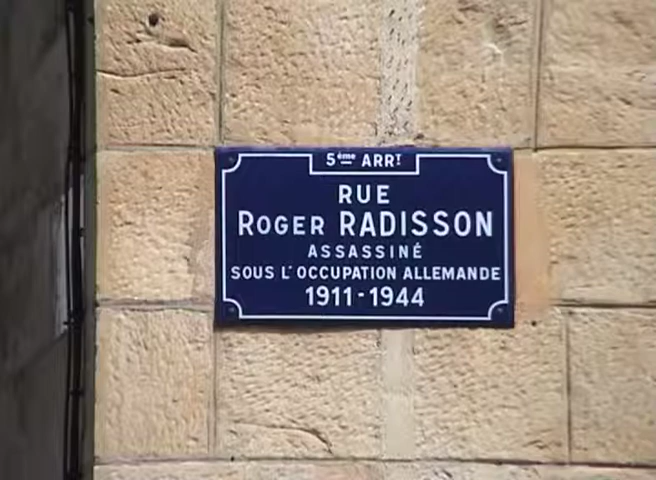 5ème ARRT
RUE
ROGER RADISSON
ASSASSINÉ
SOUS L'OCCUPATION ALLEMANDE
1911-1944